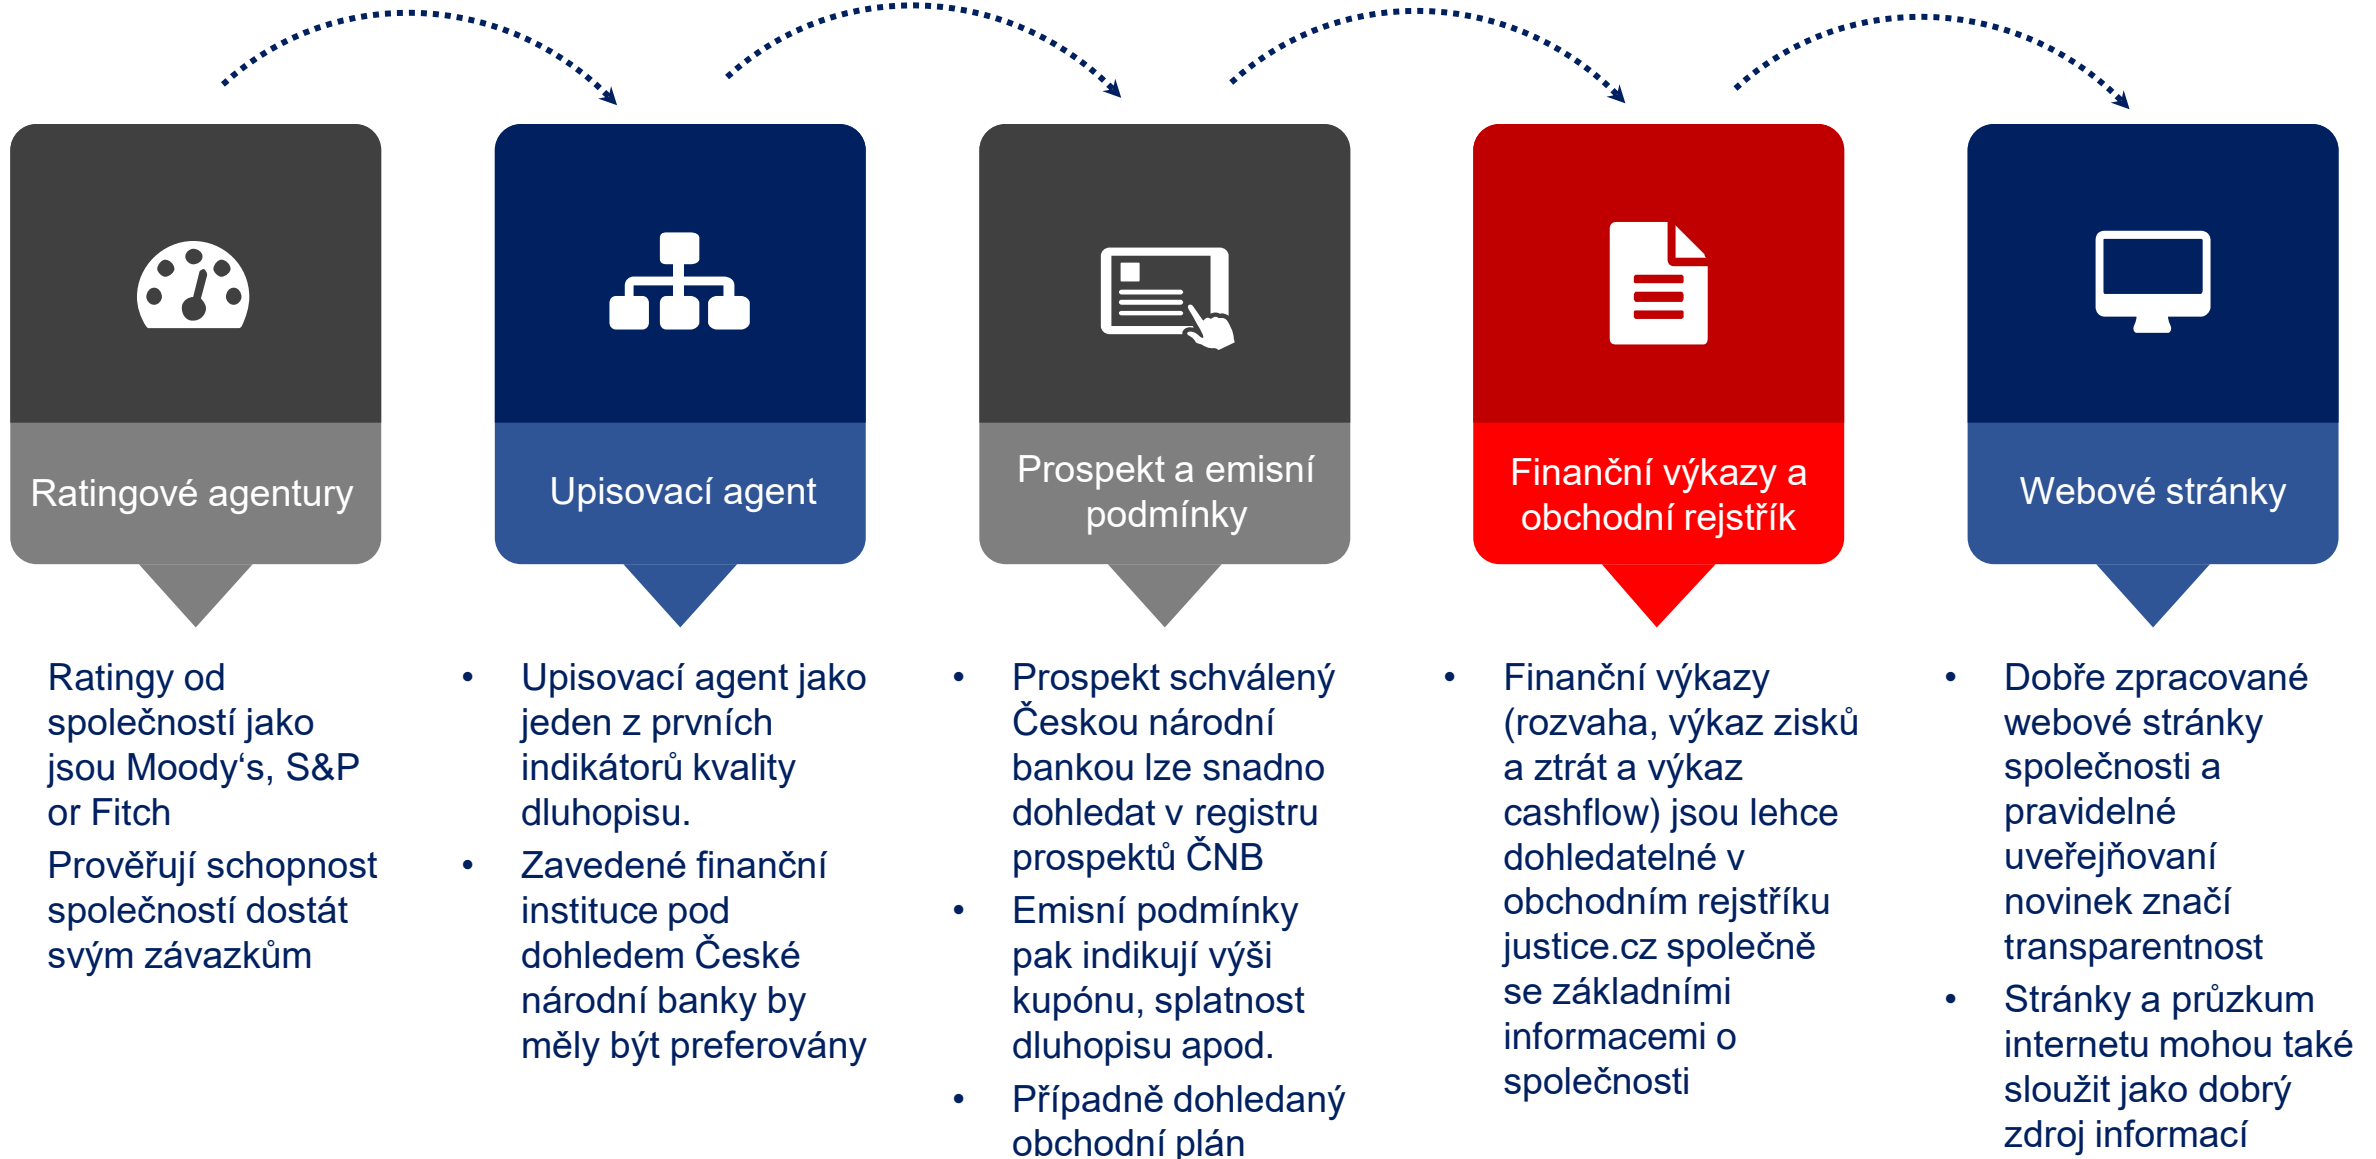 Ratingové agentury
Upisovací agent
Prospekt a emisní
podmínky
Finanční výkazy a
obchodní rejstřík
Webové stránky
Ratingy od
společností jako
jsou Moody‘s, S&P
or Fitch
Prověřují schopnost
společností dostát
svým závazkům
• Upisovací agent jako
jeden z prvních
indikátorů kvality
dluhopisu.
• Zavedené finanční
instituce pod
dohledem České
národní banky by
měly být preferovány
• Prospekt schválený
Českou národní
bankou lze snadno
dohledat v registru
prospektů ČNB
• Emisní podmínky
pak indikují výši
kupónu, splatnost
dluhopisu apod.
• Případně dohledaný
obchodní plán
• Finanční výkazy
(rozvaha, výkaz zisků
a ztrát a výkaz
cashflow) jsou lehce
dohledatelné v
obchodním rejstříku
justice.cz společně
se základními
informacemi o
společnosti
• Dobře zpracované
webové stránky
společnosti a
pravidelné
uveřejňovaní
novinek značí
transparentnost
• Stránky a průzkum
internetu mohou také
sloužit jako dobrý
zdroj informací